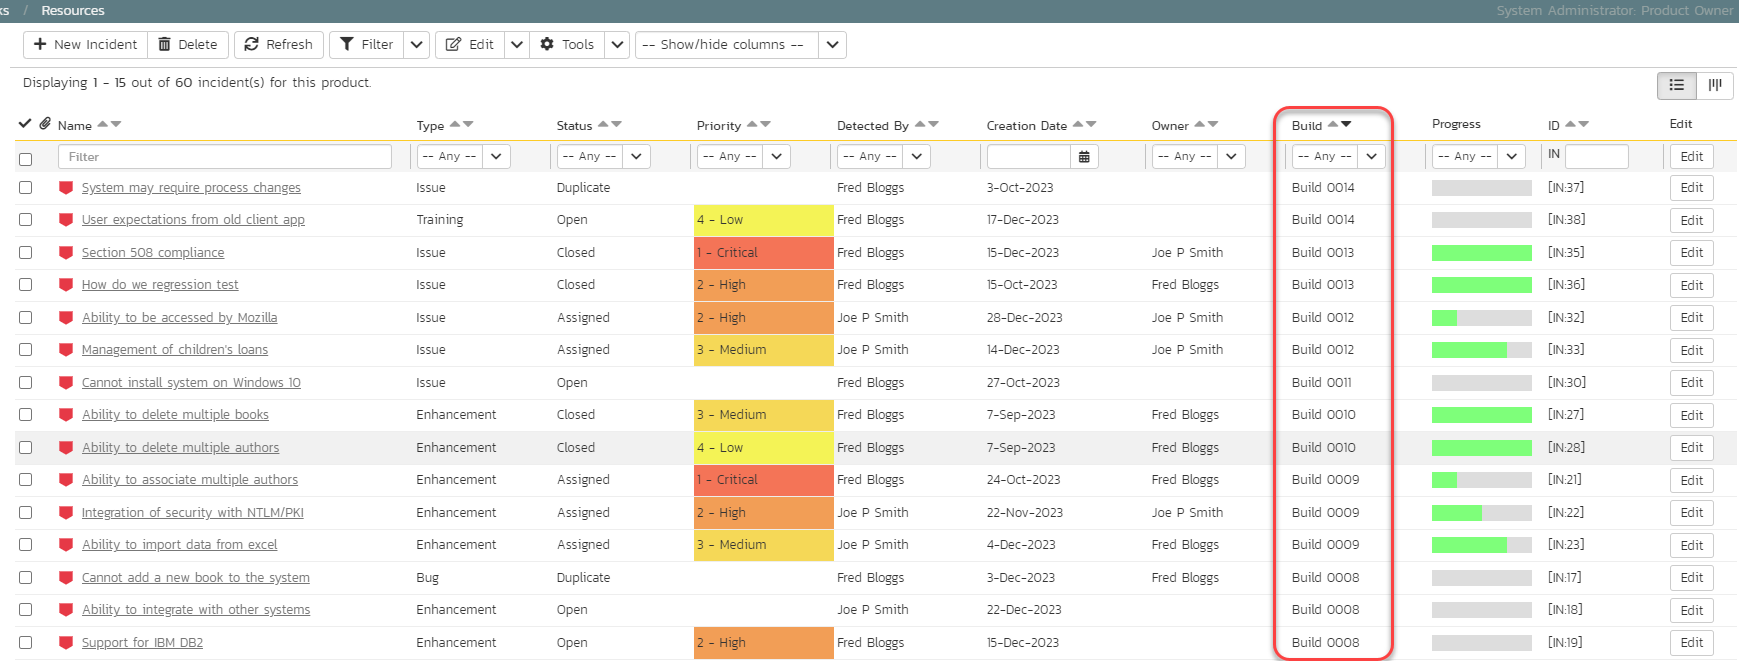 ks / Resources System Administrator: Product Owner
New Incident Delete Refresh Filter Edit Tools -- Show/hide columns --
Displaying 1 - 15 out of 60 incident(s) for this product.
Name Type Status Priority Detected By Creation Date Owner Build Progress ID Edit
Filter -- Any -- -- Any -- -- Any -- -- Any -- -- Any -- -- Any -- -- Any -- IN Edit
System may require process changes Issue Duplicate Fred Bloggs 3-Oct-2023 Build 0014 [IN:37] Edit
User expectations from old client app Training Open 4 - Low Fred Bloggs 17-Dec-2023 Build 0014 [IN:38] Edit
Section 508 compliance Issue Closed 1 - Critical Fred Bloggs 15-Dec-2023 Joe P Smith Build 0013 [IN:35] Edit
How do we regression test Issue Closed 2 - High Fred Bloggs 15-Oct-2023 Fred Bloggs Build 0013 [IN:36] Edit
Ability to be accessed by Mozilla Issue Assigned 2 - High Joe P Smith 28-Dec-2023 Joe P Smith Build 0012 [IN:32] Edit
Management of children's loans Issue Assigned 3 - Medium Joe P Smith 14-Dec-2023 Joe P Smith Build 0012 [IN:33] Edit
Cannot install system on Windows 10 Issue Open Fred Bloggs 27-Oct-2023 Build 0011 [IN:30] Edit
Ability to delete multiple books Enhancement Closed 3 - Medium Fred Bloggs 7-Sep-2023 Fred Bloggs Build 0010 [IN:27] Edit
Ability to delete multiple authors Enhancement Closed 4 - Low Fred Bloggs 7-Sep-2023 Fred Bloggs Build 0010 [IN:28] Edit
Ability to associate multiple authors Enhancement Assigned 1 - Critical Fred Bloggs 24-Oct-2023 Fred Bloggs Build 0009 [IN:21] Edit
Integration of security with NTLM/PKI Enhancement Assigned 2 - High Joe P Smith 22-Nov-2023 Joe P Smith Build 0009 [IN:22] Edit
Ability to import data from excel Enhancement Assigned 3 - Medium Joe P Smith 4-Dec-2023 Fred Bloggs Build 0009 [IN:23] Edit
Cannot add a new book to the system Bug Duplicate Fred Bloggs 3-Dec-2023 Fred Bloggs Build 0008 [IN:17] Edit
Ability to integrate with other systems Enhancement Open Joe P Smith 22-Dec-2023 Build 0008 [IN:18] Edit
Support for IBM DB2 Enhancement Open 2 - High Fred Bloggs 15-Dec-2023 Build 0008 [IN:19] Edit